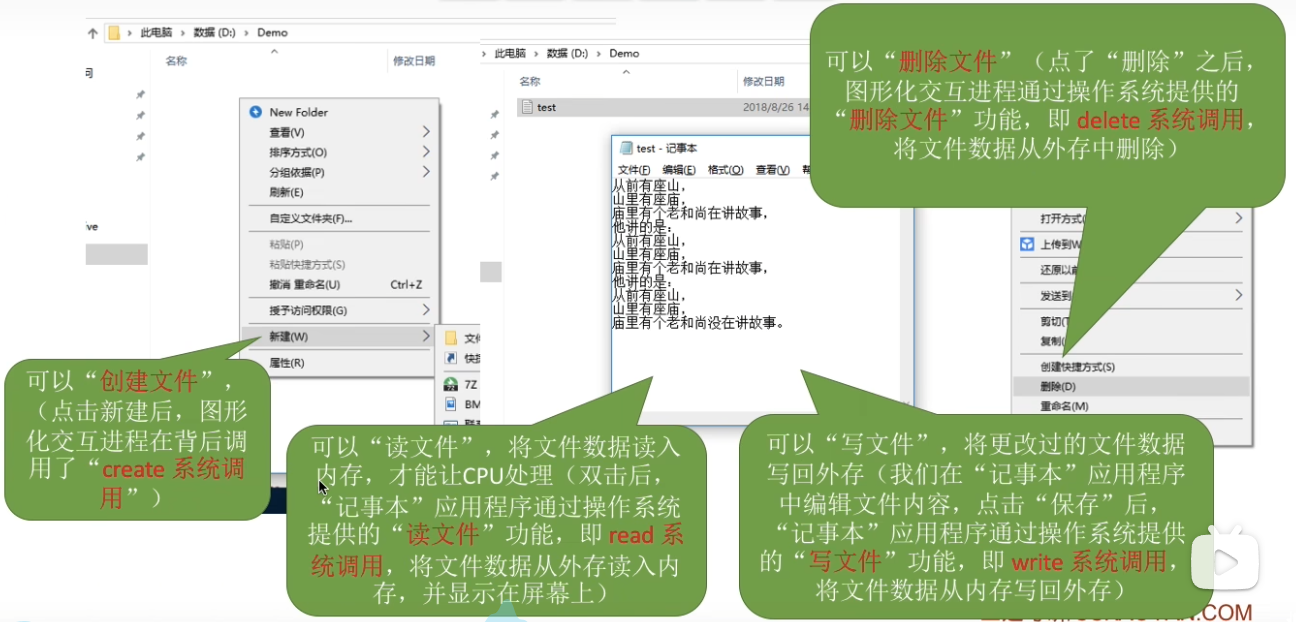 此电脑 > 数据 (D:) > Demo
名称
修改日期
New Folder
查看(V)
排序方式(O)
分组依据(P)
刷新(E)
自定义文件夹(F)...
粘贴(P)
粘贴快捷方式(S)
撤消 重命名(U) Ctrl+Z
授予访问权限(G)
新建(W)
属性(R)
7Z
此电脑 > 数据 (D:) > Demo
名称
修改日期
test
2018/8/26 14
test - 记事本
文件(F) 编辑(E) 格式(O) 查看(V)
从前有座山，
山里有座庙，
庙里有个老和尚在讲故事，
他讲的是：
从前有座山，
山里有座庙，
庙里有个老和尚在讲故事，
他讲的是：
从前有座山，
山里有座庙，
庙里有个老和尚没在讲故事。
可以“删除文件”（点了“删除”之后，
图形化交互进程通过操作系统提供的
“删除文件”功能，即 delete 系统调用，
将文件数据从外存中删除）
打开方式
上传到
发送到
创建快捷方式(S)
删除(D)
重命名(M)
可以“创建文件”，
（点击新建后，图形
化交互进程在背后调
用了“create 系统调
用”）
可以“读文件”，将文件数据读入
内存，才能让CPU处理（双击后，
“记事本”应用程序通过操作系统
提供的“读文件”功能，即 read 系
统调用，将文件数据从外存读入内
存，并显示在屏幕上）
可以“写文件”，将更改过的文件数据
写回外存（我们在“记事本”应用程序
中编辑文件内容，点击“保存”后，
“记事本”应用程序通过操作系统提供
的“写文件”功能，即 write 系统调用，
将文件数据从内存写回外存）